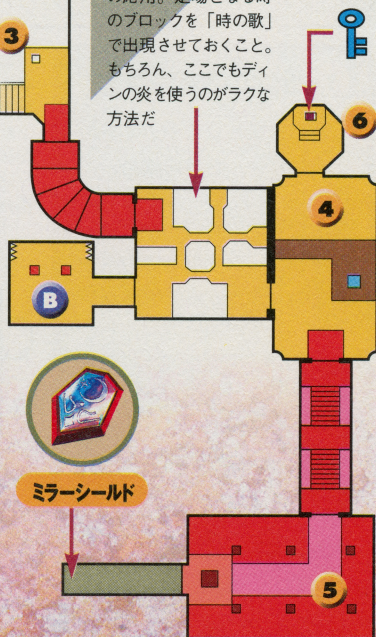 の応用。足場となる時
のブロックを「時の歌」
で出現させておくこと。
もちろん、ここでもディ
ンの炎を使うのがラクな
方法だ
3
6
4
B
ミラーシールド
5